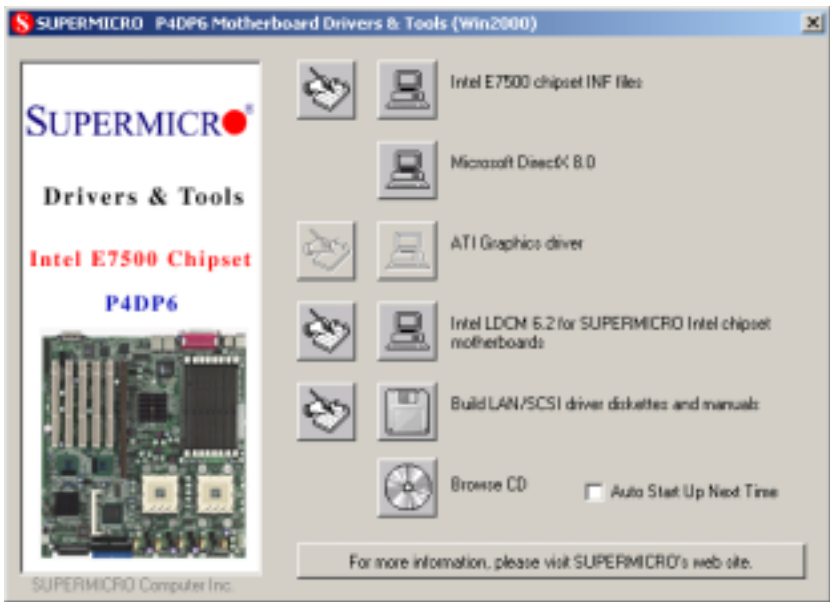 SUPERMICRO P4DP6 Motherboard Drivers & Tools (Win2000)
SUPERMICRO®
Drivers & Tools
Intel E7500 Chipset
P4DP6
SUPERMICRO Computer Inc.
Intel E7500 chipset INF files
Microsoft DirectX 8.0
ATI Graphics driver
Intel LDCM 6.2 for SUPERMICRO Intel chipset
motherboards
Build LAN/SCSI driver diskettes and manuals
Browse CD
Auto Start Up Next Time
For more information, please visit SUPERMICRO's web site.